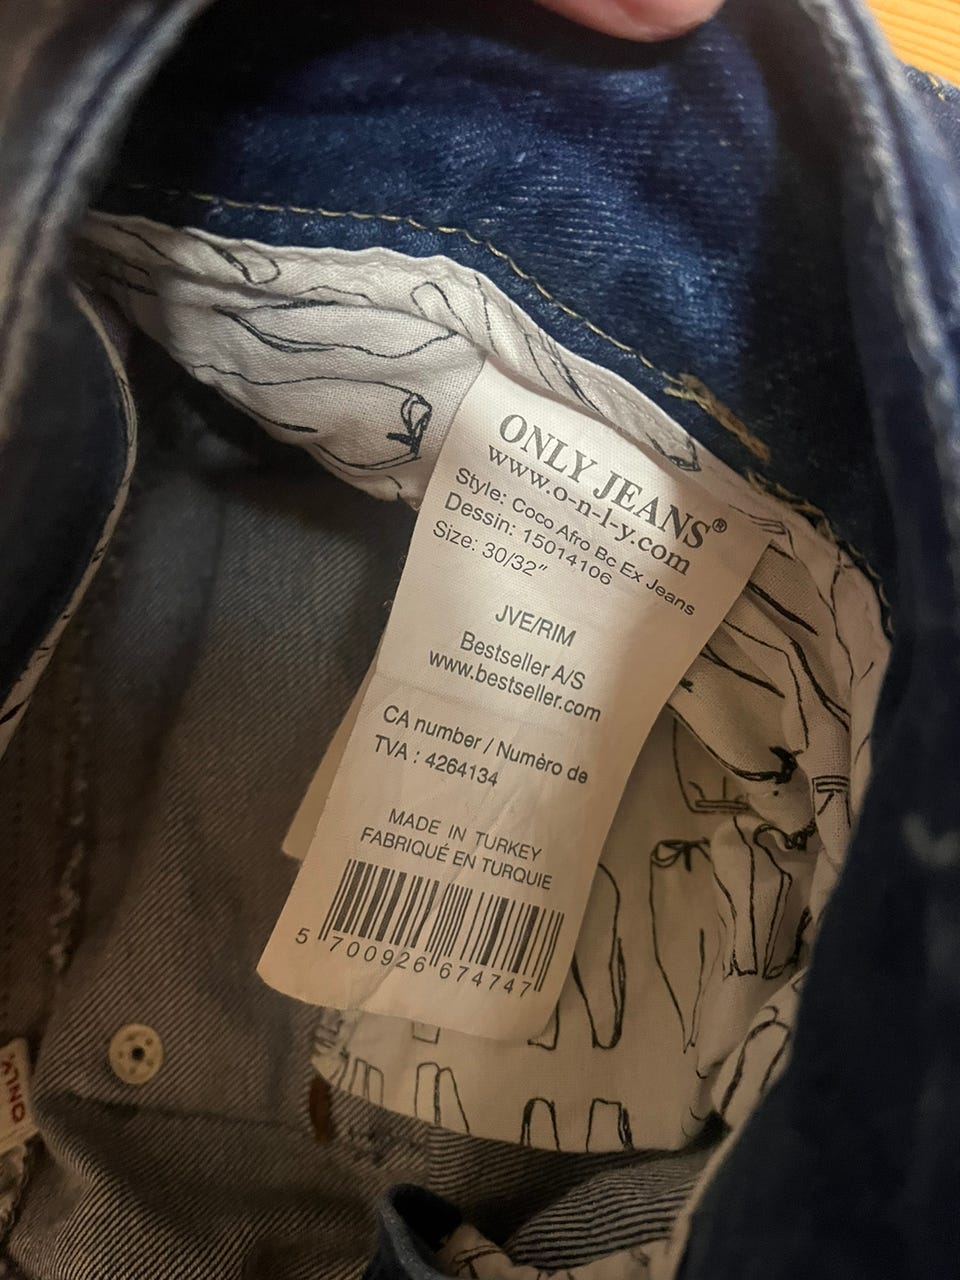 ONLY JEANS®
www.o-n-l-y.com
Style: Coco Afro Bc Ex Jeans
Dessin: 15014106
Size: 30/32"
JVE/RIM
Bestseller A/S
www.bestseller.com
CA number / Numèro de
TVA : 4264134
MADE IN TURKEY
FABRIQUÉ EN TURQUIE
5 700926 674747
ONLY